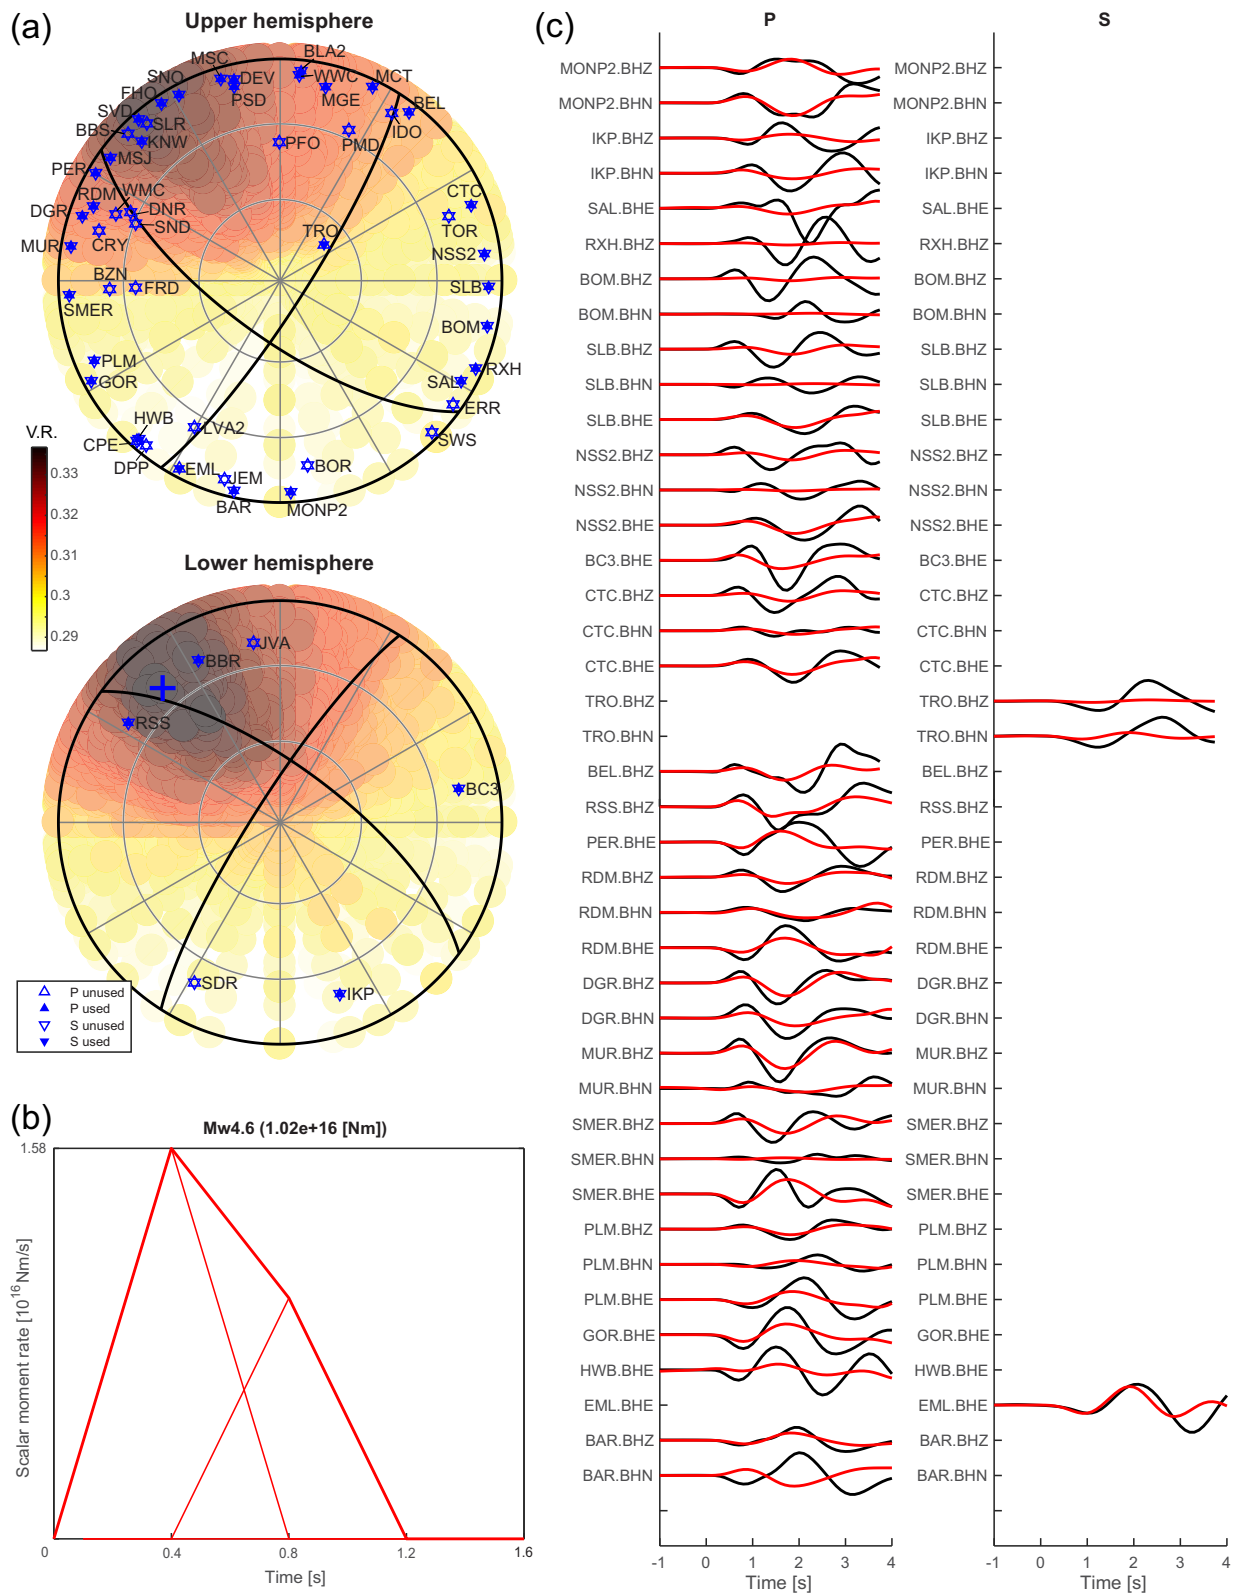 (a)
Upper hemisphere
MSC
BLA2
SNO
DEV
WWC
MCT
FHO
PSD
MGE
BEL
SVD
SLR
IDO
BBS
KNW
PFO
PMD
MSJ
PER
RDM
WMC
CTC
DGR
DNR
SND
TOR
MUR
CRY
TRO
NSS2
BZN
FRD
SLB
SMER
BOM
PLM
RXH
GOR
SAL
ERR
HWB
LVA2
SWS
CPE
DPP
EML
JEM
BOR
BAR
MONP2
V.R.
0.33
0.32
0.31
0.3
0.29
Lower hemisphere
JVA
BBR
RSS
BC3
SDR
IKP
P unused
P used
S unused
S used
(b)
Mw4.6 (1.02e+16 [Nm])
1.58
Scalar moment rate [10^16 Nm/s]
0
0.4
0.8
1.2
1.6
Time [s]
(c)
P
MONP2.BHZ
MONP2.BHN
IKP.BHZ
IKP.BHN
SAL.BHE
RXH.BHZ
BOM.BHZ
BOM.BHN
SLB.BHZ
SLB.BHN
SLB.BHE
NSS2.BHZ
NSS2.BHN
NSS2.BHE
BC3.BHE
CTC.BHZ
CTC.BHN
CTC.BHE
TRO.BHZ
TRO.BHN
BEL.BHZ
RSS.BHZ
PER.BHE
RDM.BHZ
RDM.BHN
RDM.BHE
DGR.BHZ
DGR.BHN
MUR.BHZ
MUR.BHN
SMER.BHZ
SMER.BHN
SMER.BHE
PLM.BHZ
PLM.BHN
PLM.BHE
GOR.BHE
HWB.BHE
EML.BHE
BAR.BHZ
BAR.BHN
-1 0 1 2 3 4
Time [s]
S
MONP2.BHZ
MONP2.BHN
IKP.BHZ
IKP.BHN
SAL.BHE
RXH.BHZ
BOM.BHZ
BOM.BHN
SLB.BHZ
SLB.BHN
SLB.BHE
NSS2.BHZ
NSS2.BHN
NSS2.BHE
BC3.BHE
CTC.BHZ
CTC.BHN
CTC.BHE
TRO.BHZ
TRO.BHN
BEL.BHZ
RSS.BHZ
PER.BHE
RDM.BHZ
RDM.BHN
RDM.BHE
DGR.BHZ
DGR.BHN
MUR.BHZ
MUR.BHN
SMER.BHZ
SMER.BHN
SMER.BHE
PLM.BHZ
PLM.BHN
PLM.BHE
GOR.BHE
HWB.BHE
EML.BHE
BAR.BHZ
BAR.BHN
-1 0 1 2 3 4
Time [s]